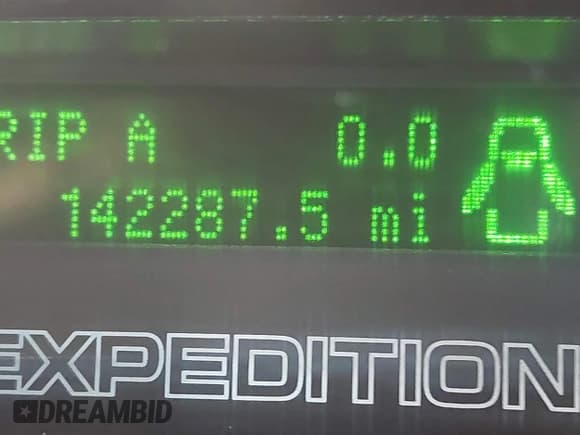 RIP A 0.0
142287.5 mi
EXPEDITION
DREAMBID